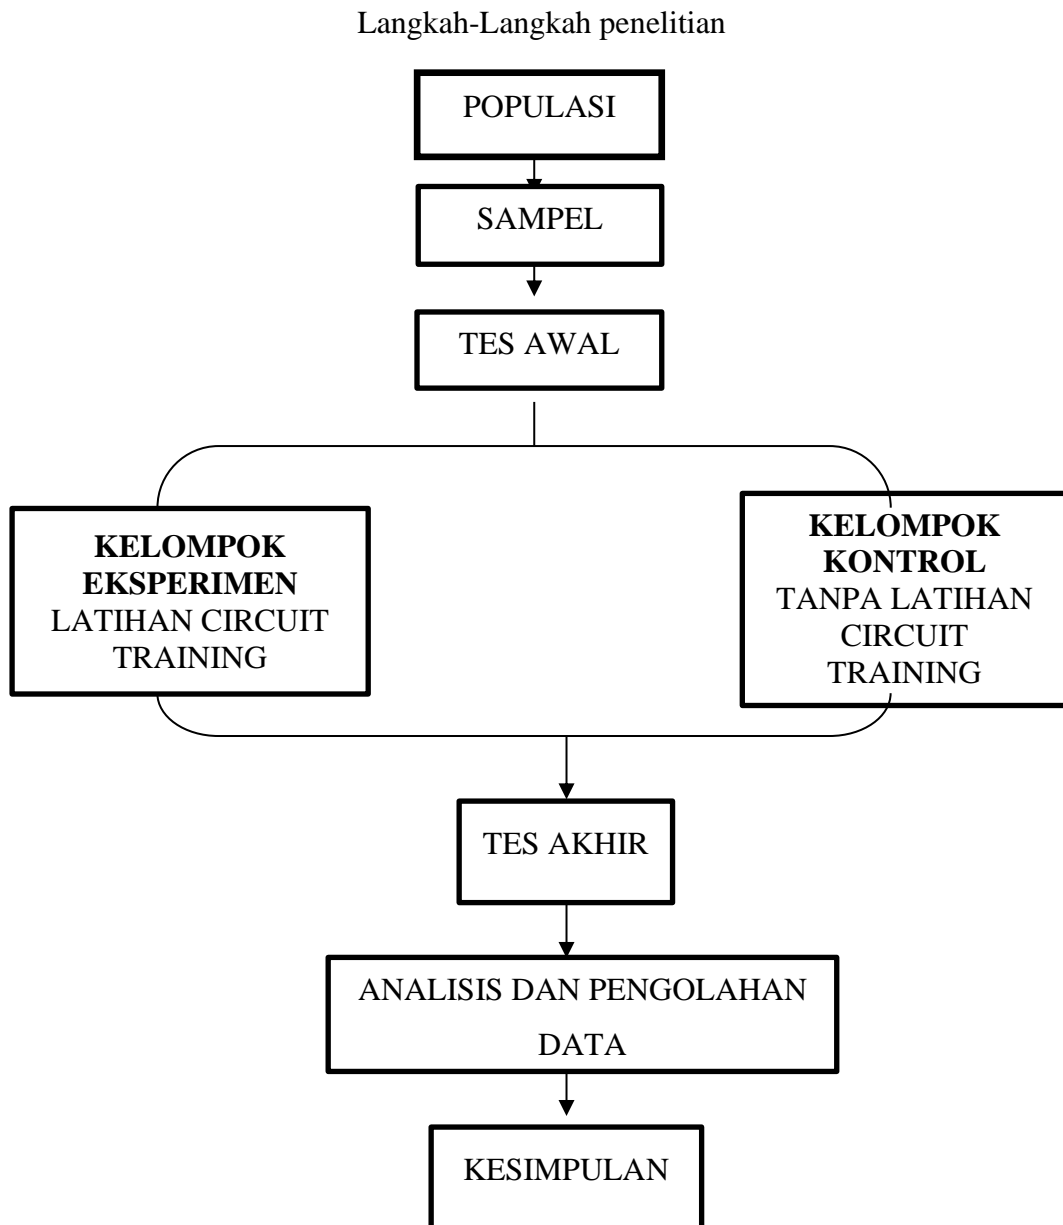 Langkah-Langkah penelitian
POPULASI
SAMPEL
TES AWAL
KELOMPOK
EKSPERIMEN
LATIHAN CIRCUIT
TRAINING
KELOMPOK
KONTROL
TANPA LATIHAN
CIRCUIT
TRAINING
TES AKHIR
ANALISIS DAN PENGOLAHAN
DATA
KESIMPULAN